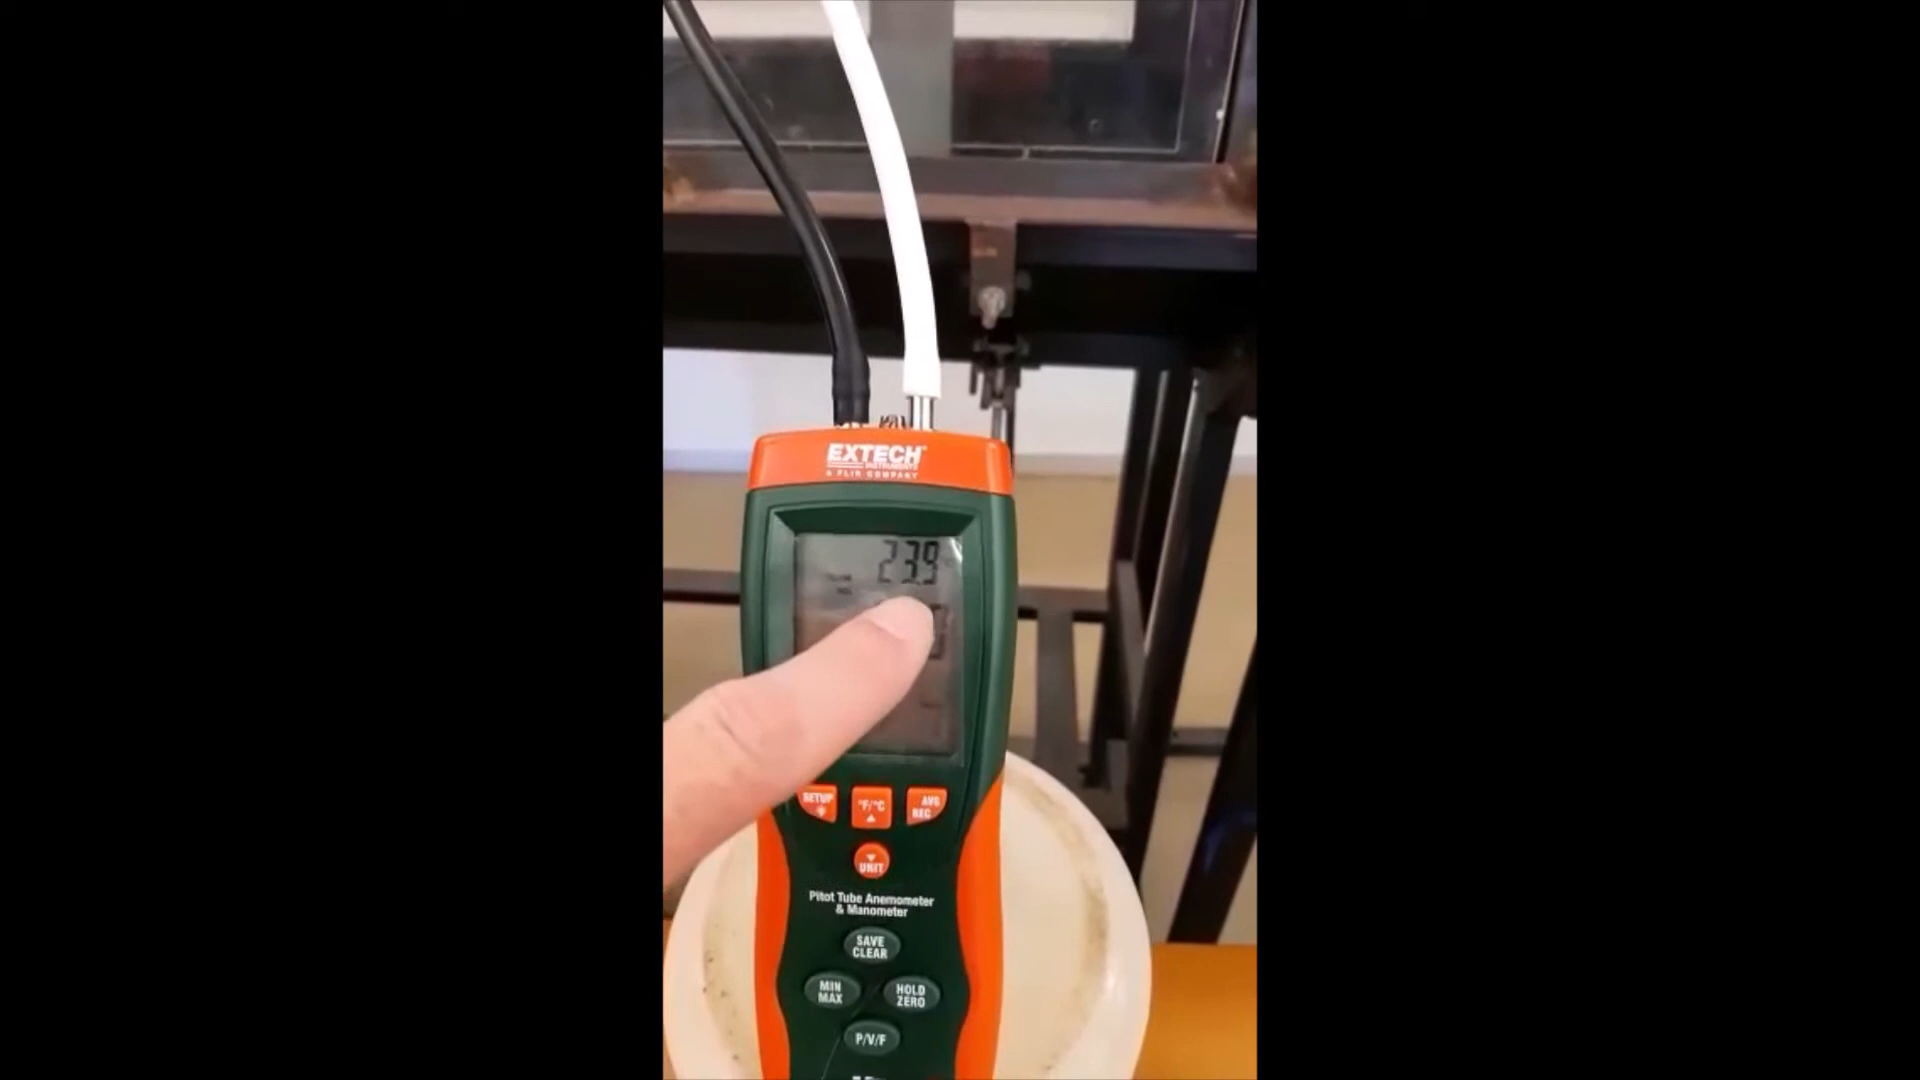 EXTECH
INSTRUMENTS
A FLIR COMPANY
23.9
SETUP
°F/°C
AVG
REC
UNIT
Pitot Tube Anemometer
& Manometer
SAVE
CLEAR
MIN
MAX
HOLD
ZERO
P/V/F